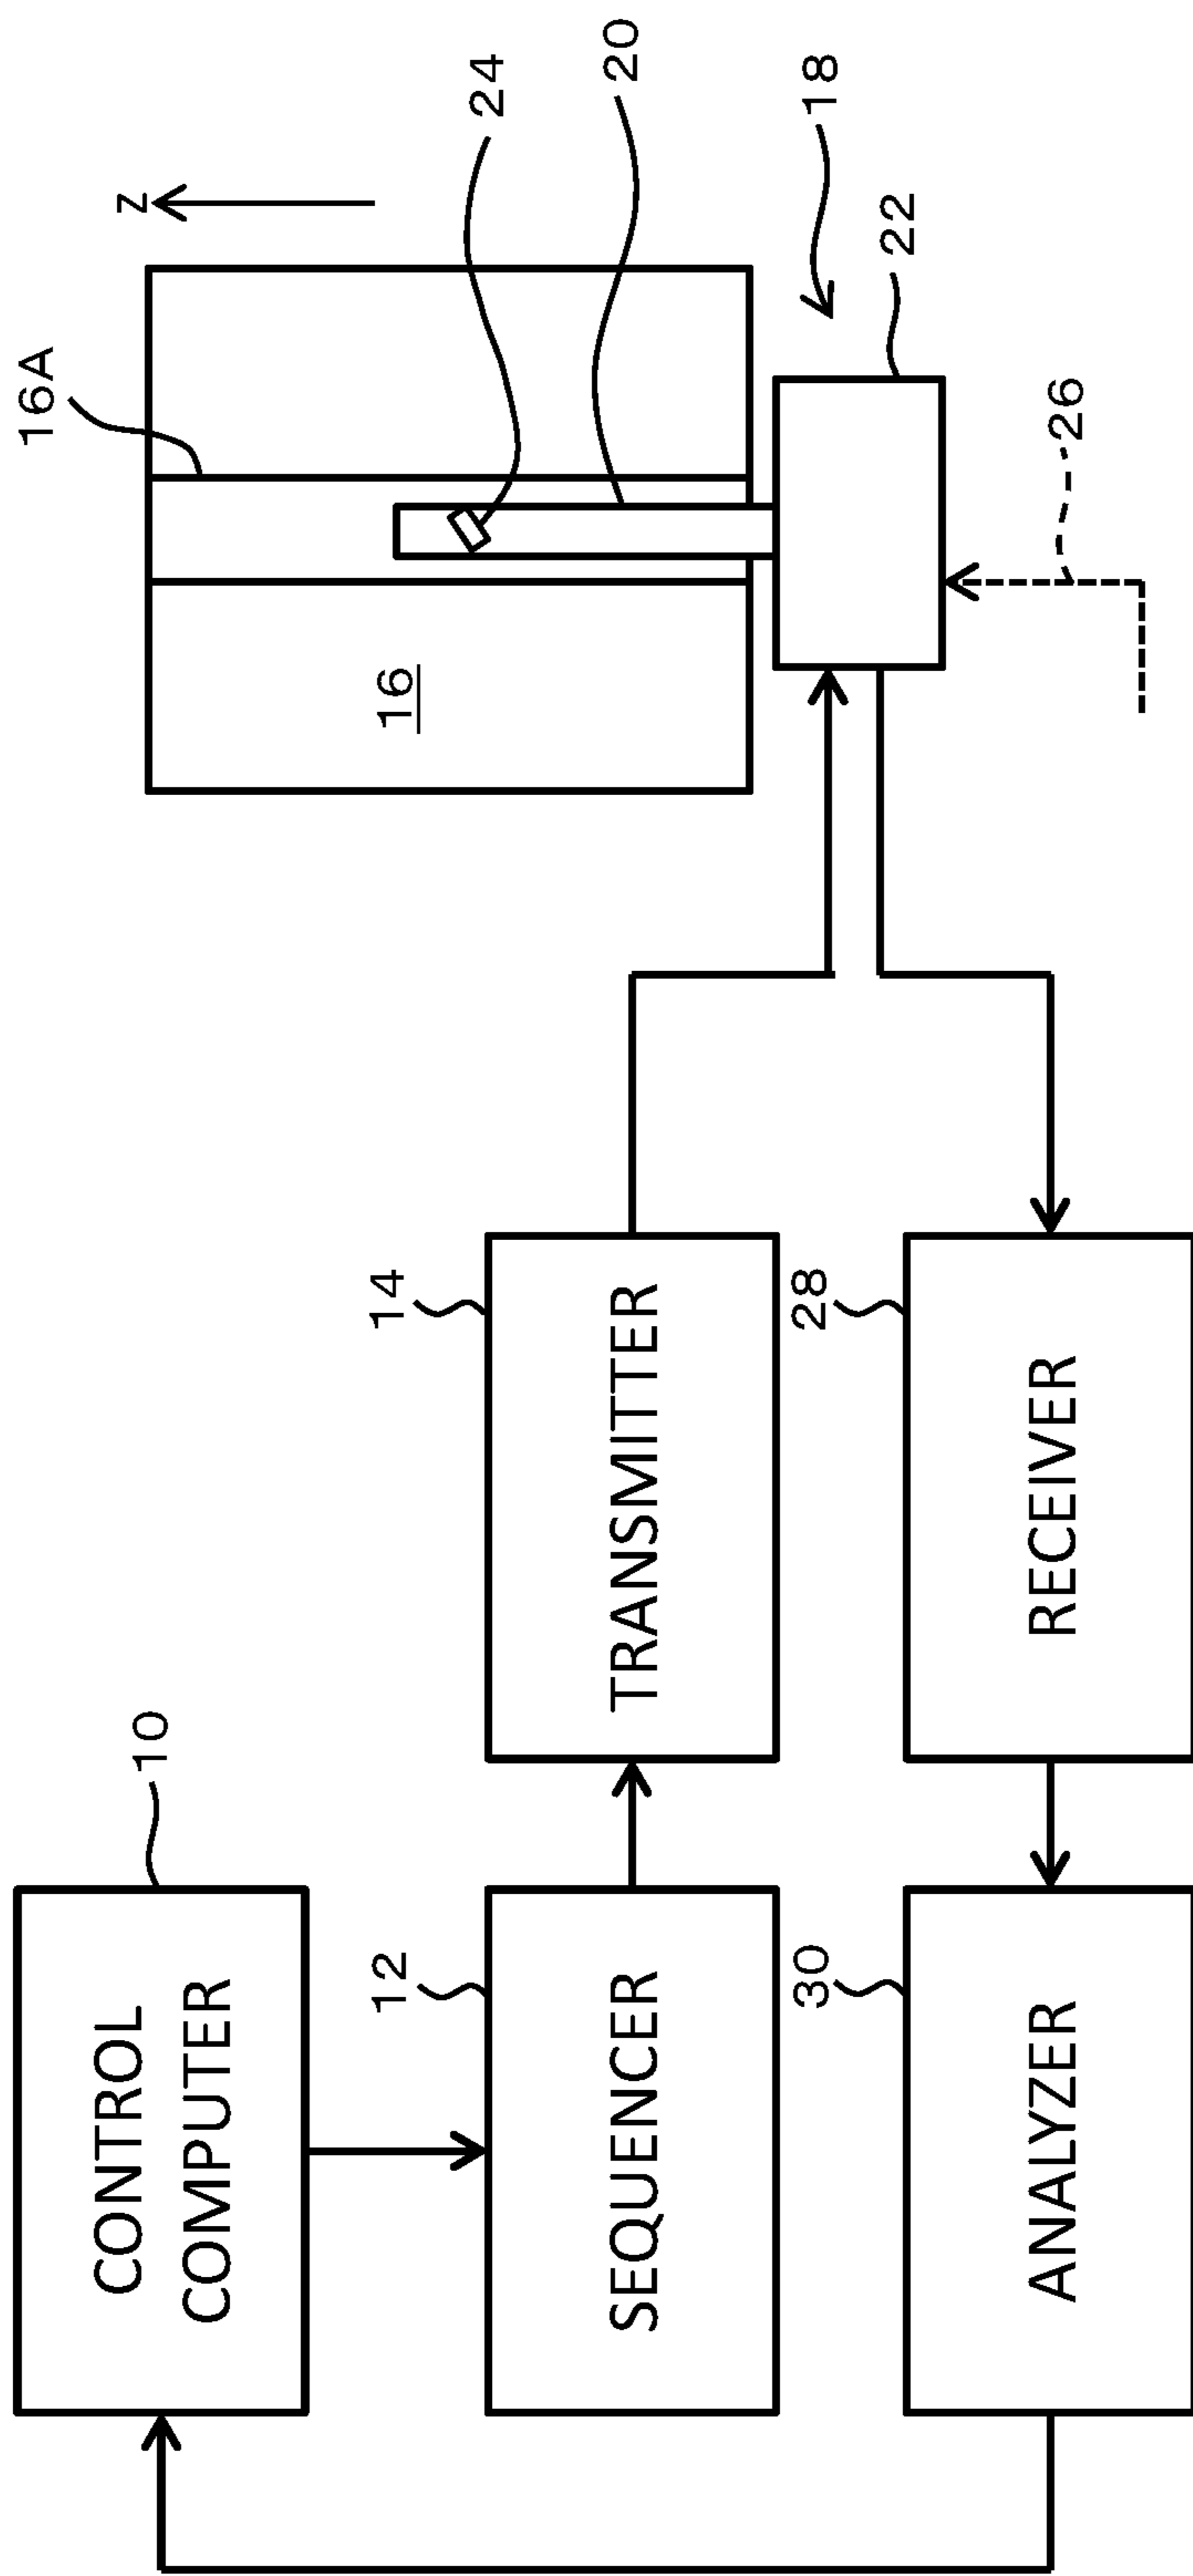 CONTROL
COMPUTER
10
SEQUENCER
12
TRANSMITTER
14
RECEIVER
28
ANALYZER
30
16
16A
z
24
20
18
22
26